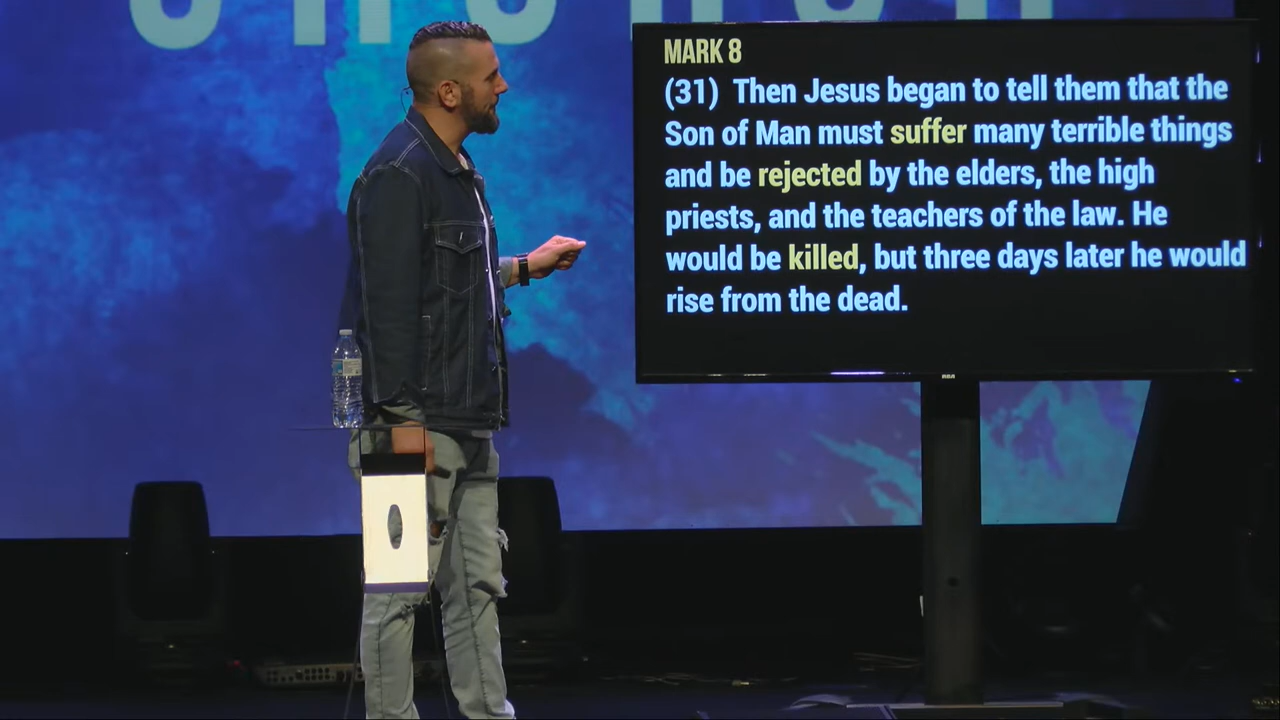 MARK 8
(31) Then Jesus began to tell them that the
Son of Man must suffer many terrible things
and be rejected by the elders, the high
priests, and the teachers of the law. He
would be killed, but three days later he would
rise from the dead.
RCA